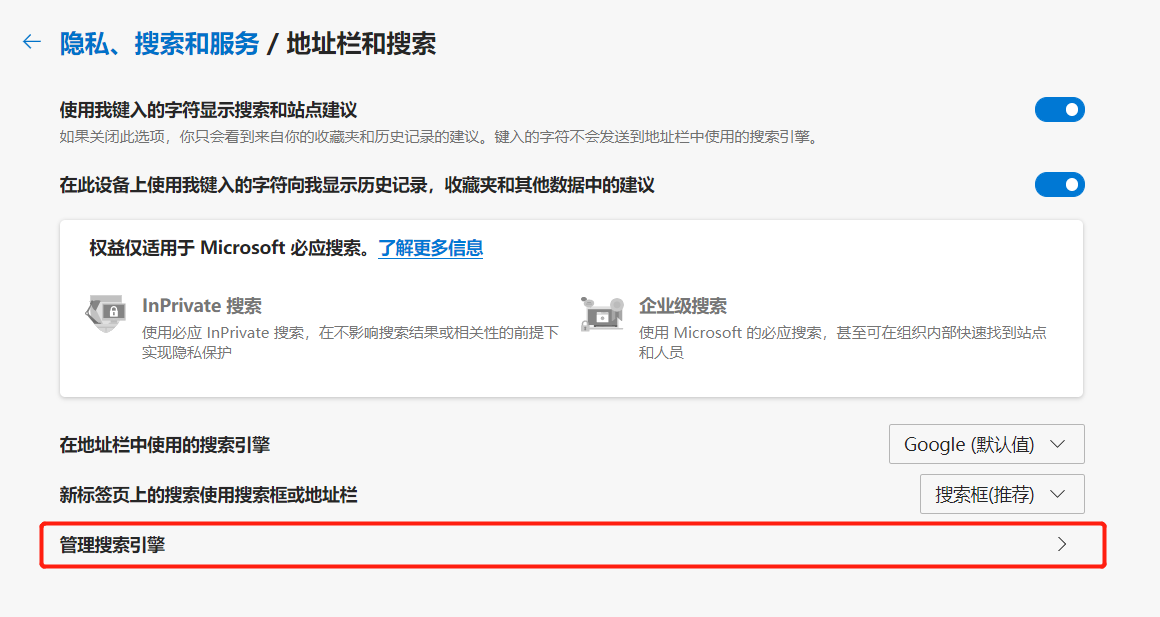 隐私、搜索和服务 / 地址栏和搜索
使用我键入的字符显示搜索和站点建议
如果关闭此选项，你只会看到来自你的收藏夹和历史记录的建议。键入的字符不会发送到地址栏中使用的搜索引擎。
在此设备上使用我键入的字符向我显示历史记录，收藏夹和其他数据中的建议
权益仅适用于 Microsoft 必应搜索。了解更多信息
InPrivate 搜索
使用必应 InPrivate 搜索，在不影响搜索结果或相关性的前提下
实现隐私保护
企业级搜索
使用 Microsoft 的必应搜索，甚至可在组织内部快速找到站点
和人员
在地址栏中使用的搜索引擎
Google (默认值)
新标签页上的搜索使用搜索框或地址栏
搜索框(推荐)
管理搜索引擎